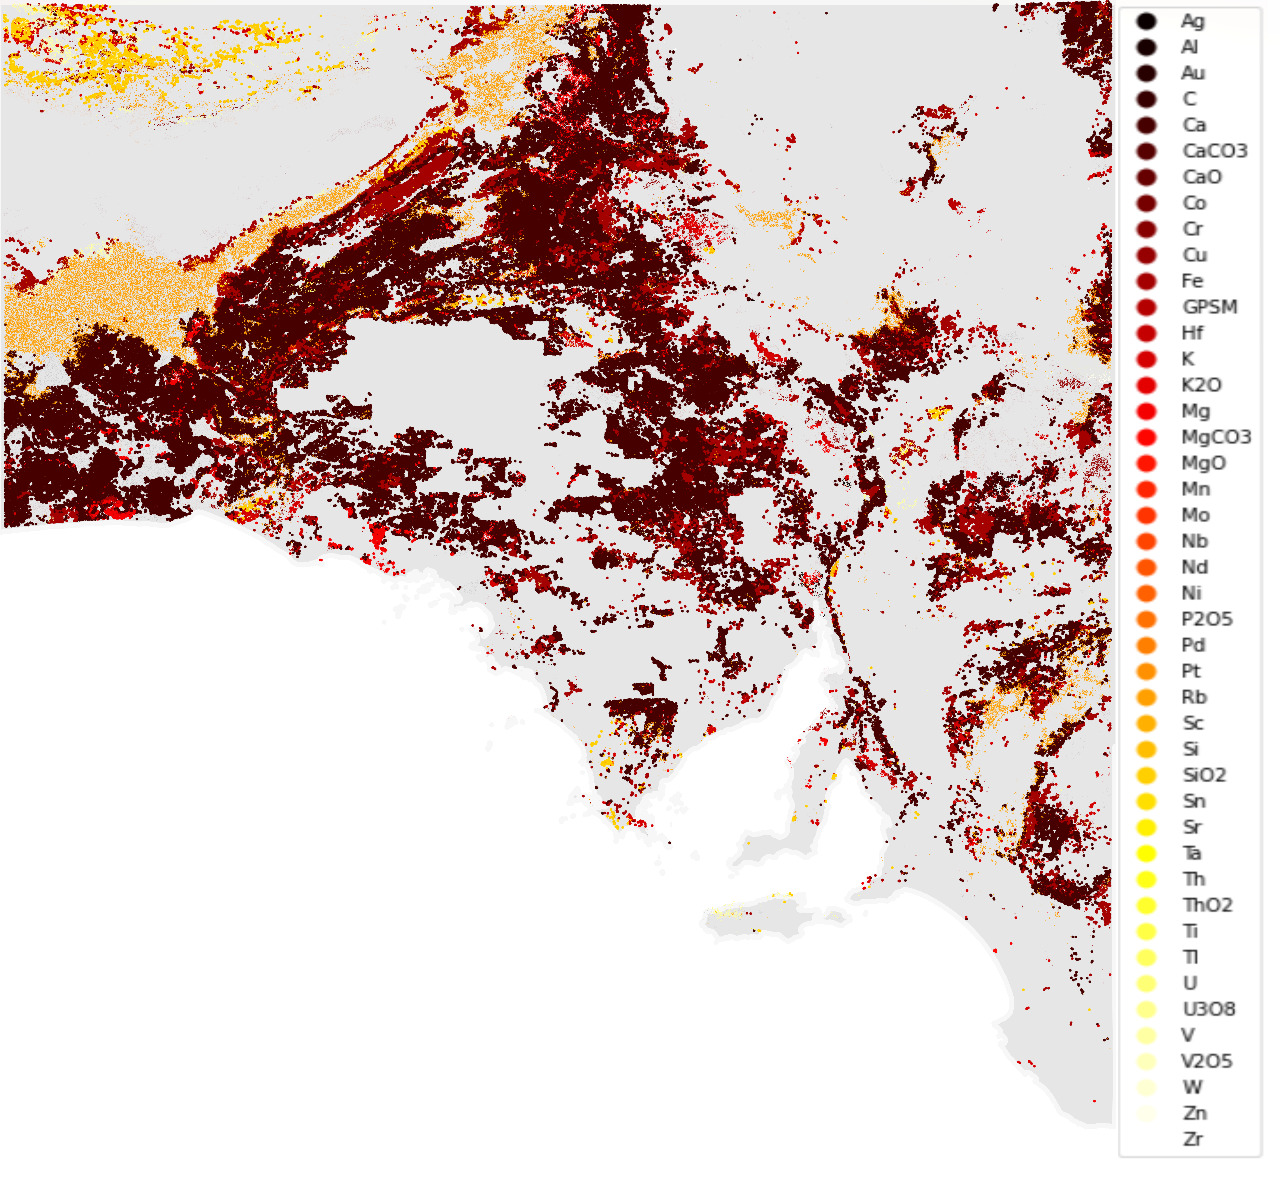 Ag
Al
Au
C
Ca
CaCO3
CaO
Co
Cr
Cu
Fe
GPSM
Hf
K
K2O
Mg
MgCO3
MgO
Mn
Mo
Nb
Nd
Ni
P2O5
Pd
Pt
Rb
Sc
Si
SiO2
Sn
Sr
Ta
Th
ThO2
Ti
Tl
U
U3O8
V
V2O5
W
Zn
Zr